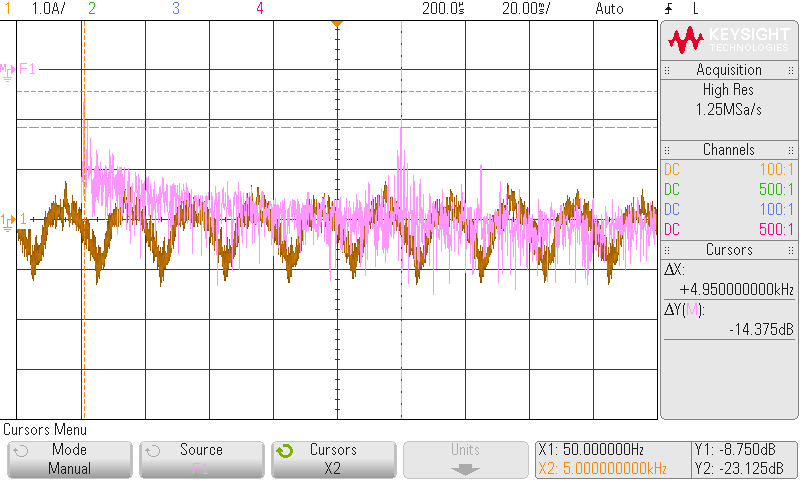 1 1.0A/ 2 3 4 200.0s 20.00s/ Auto L
KEYSIGHT
TECHNOLOGIES
Acquisition
High Res
1.25MSa/s
Channels
DC 100:1
DC 500:1
DC 100:1
DC 500:1
Cursors
ΔX:
+4.950000000kHz
ΔY(M):
-14.375dB
M F1
1 1
Cursors Menu
Mode
Manual
Source
F1
Cursors
X2
Units
X1: 50.000000Hz
X2: 5.000000000kHz
Y1: -8.750dB
Y2: -23.125dB